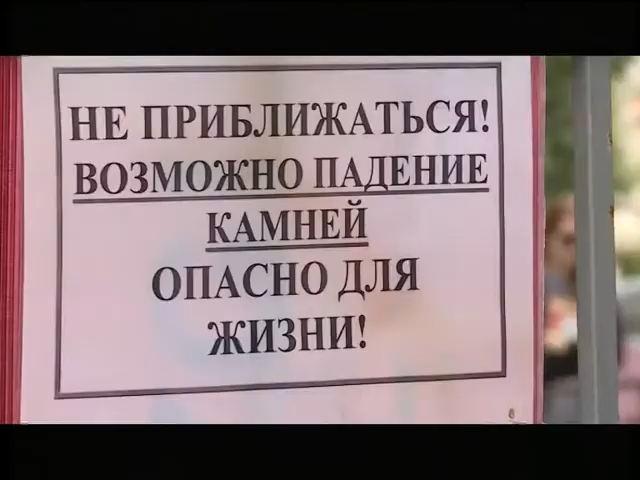 НЕ ПРИБЛИЖАТЬСЯ!
ВОЗМОЖНО ПАДЕНИЕ
КАМНЕЙ
ОПАСНО ДЛЯ
ЖИЗНИ!